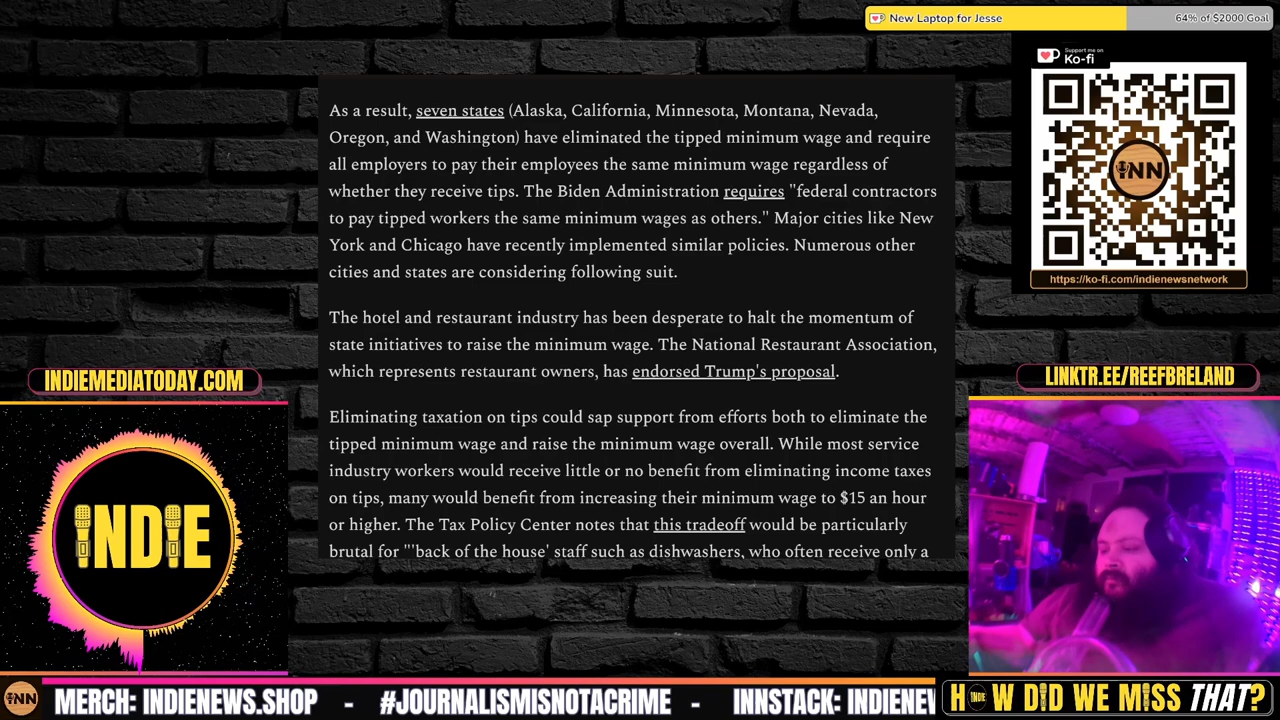 New Laptop for Jesse
64% of $2000 Goal
Support me on
Ko-fi
iNN
https://ko-fi.com/indienewsnetwork
As a result, seven states (Alaska, California, Minnesota, Montana, Nevada,
Oregon, and Washington) have eliminated the tipped minimum wage and require
all employers to pay their employees the same minimum wage regardless of
whether they receive tips. The Biden Administration requires "federal contractors
to pay tipped workers the same minimum wages as others." Major cities like New
York and Chicago have recently implemented similar policies. Numerous other
cities and states are considering following suit.
The hotel and restaurant industry has been desperate to halt the momentum of
state initiatives to raise the minimum wage. The National Restaurant Association,
which represents restaurant owners, has endorsed Trump's proposal.
Eliminating taxation on tips could sap support from efforts both to eliminate the
tipped minimum wage and raise the minimum wage overall. While most service
industry workers would receive little or no benefit from eliminating income taxes
on tips, many would benefit from increasing their minimum wage to $15 an hour
or higher. The Tax Policy Center notes that this tradeoff would be particularly
brutal for "'back of the house' staff such as dishwashers, who often receive only a
INDIEMEDIATODAY.COM
LINKTR.EE/REEFBRELAND
iNDiE
iNN
MERCH: INDIENEWS.SHOP - #JOURNALISMISNOTACRIME - INNSTACK: INDIENEW
HOW DID WE MISS THAT?